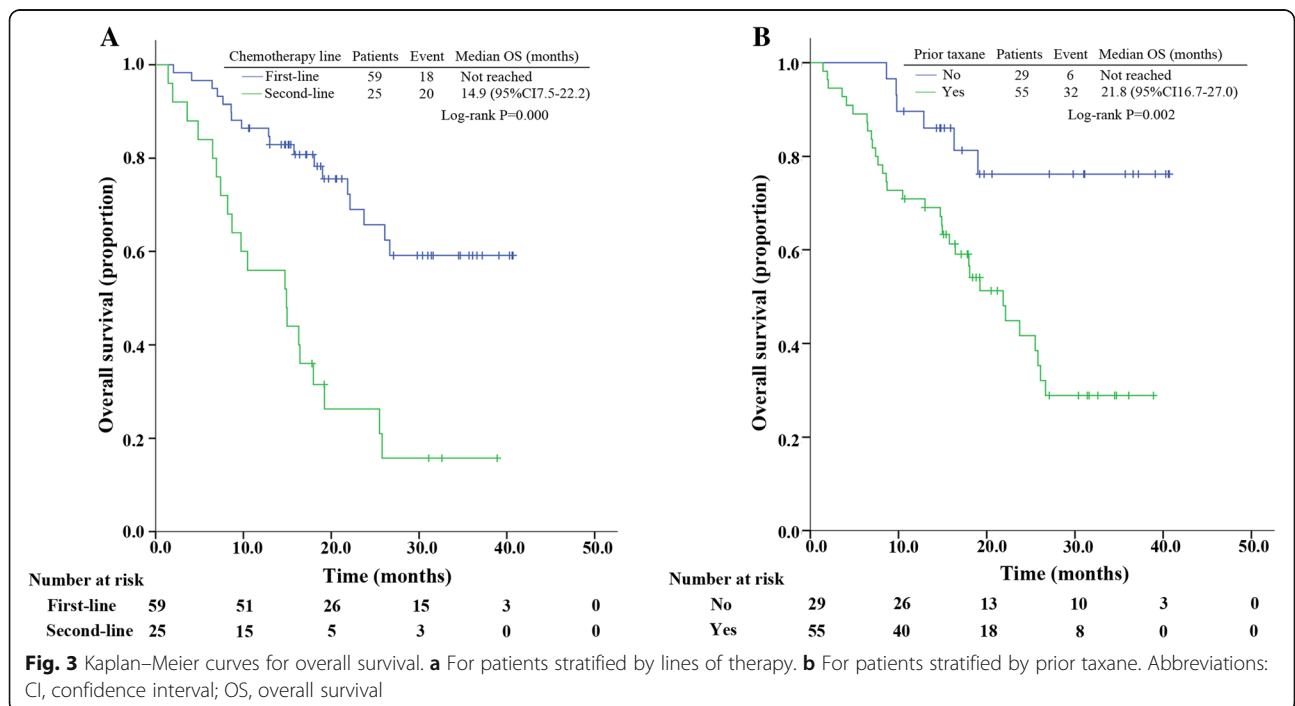 A
Chemotherapy line Patients Event Median OS (months)
First-line 59 18 Not reached
Second-line 25 20 14.9 (95%CI7.5-22.2)
Log-rank P=0.000
Overall survival (proportion)
1.0
0.8
0.6
0.4
0.2
0.0
0.0 10.0 20.0 30.0 40.0 50.0
Time (months)
Number at risk
First-line 59 51 26 15 3 0
Second-line 25 15 5 3 0 0
B
Prior taxane Patients Event Median OS (months)
No 29 6 Not reached
Yes 55 32 21.8 (95%CI16.7-27.0)
Log-rank P=0.002
Overall survival (proportion)
1.0
0.8
0.6
0.4
0.2
0.0
0.0 10.0 20.0 30.0 40.0 50.0
Time (months)
Number at risk
No 29 26 13 10 3 0
Yes 55 40 18 8 0 0
Fig. 3 Kaplan–Meier curves for overall survival. a For patients stratified by lines of therapy. b For patients stratified by prior taxane. Abbreviations:
CI, confidence interval; OS, overall survival